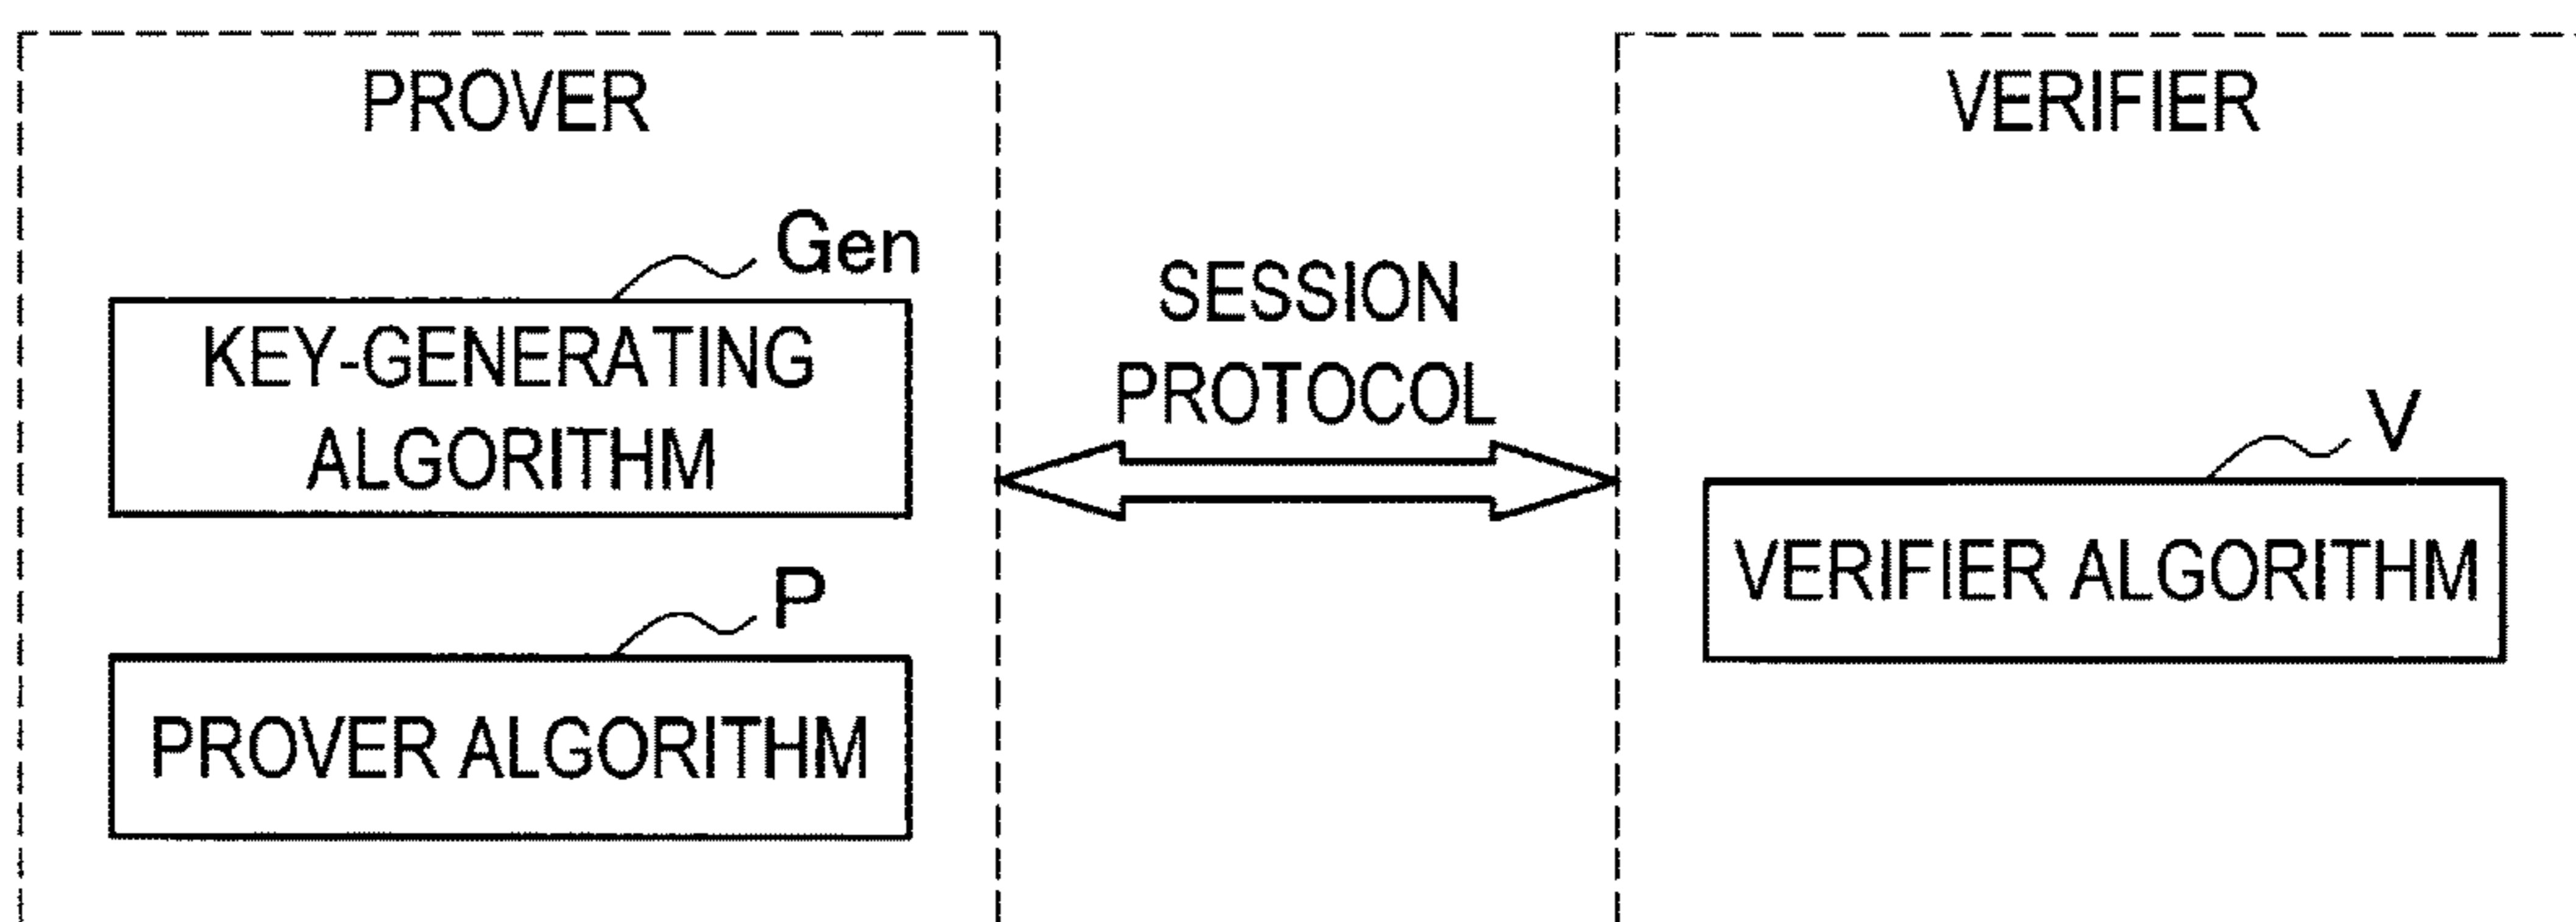 PROVER
Gen
KEY-GENERATING
ALGORITHM
P
PROVER ALGORITHM
SESSION
PROTOCOL
VERIFIER
V
VERIFIER ALGORITHM